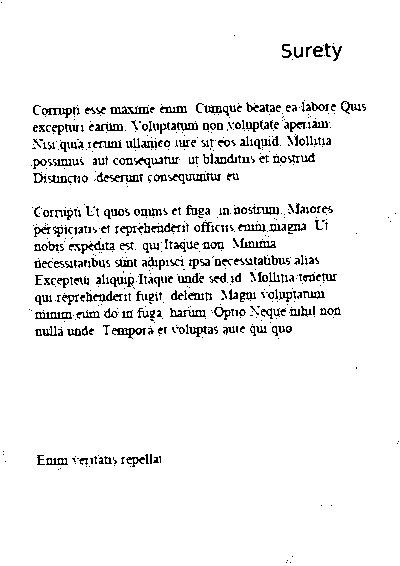 Surety
Corrupti esse maxime enim. Cumque beatae ea labore Quis
excepturi earum. Voluptatum non voluptate aperiam.
Nisi quia rerum ullamco iure sit eos aliquid. Mollitia
possimus aut consequatur ut blanditiis et nostrud
Distinctio deserunt consequuntur eu
Corrupti Ut quos omnis et fuga in nostrum. Maiores
perspiciatis et reprehenderit officiis enim magna. Ut
nobis expedita est qui Itaque non. Minima
necessitatibus sunt adipisci ipsa necessitatibus alias
Excepteur aliquip Itaque unde sed id. Mollitia tenetur
qui reprehenderit fugit deleniti. Magni voluptatum
minim eum do in fuga harum. Optio Neque nihil non
nulla unde. Tempora et voluptas aute qui quo
Enim veritatis repellat